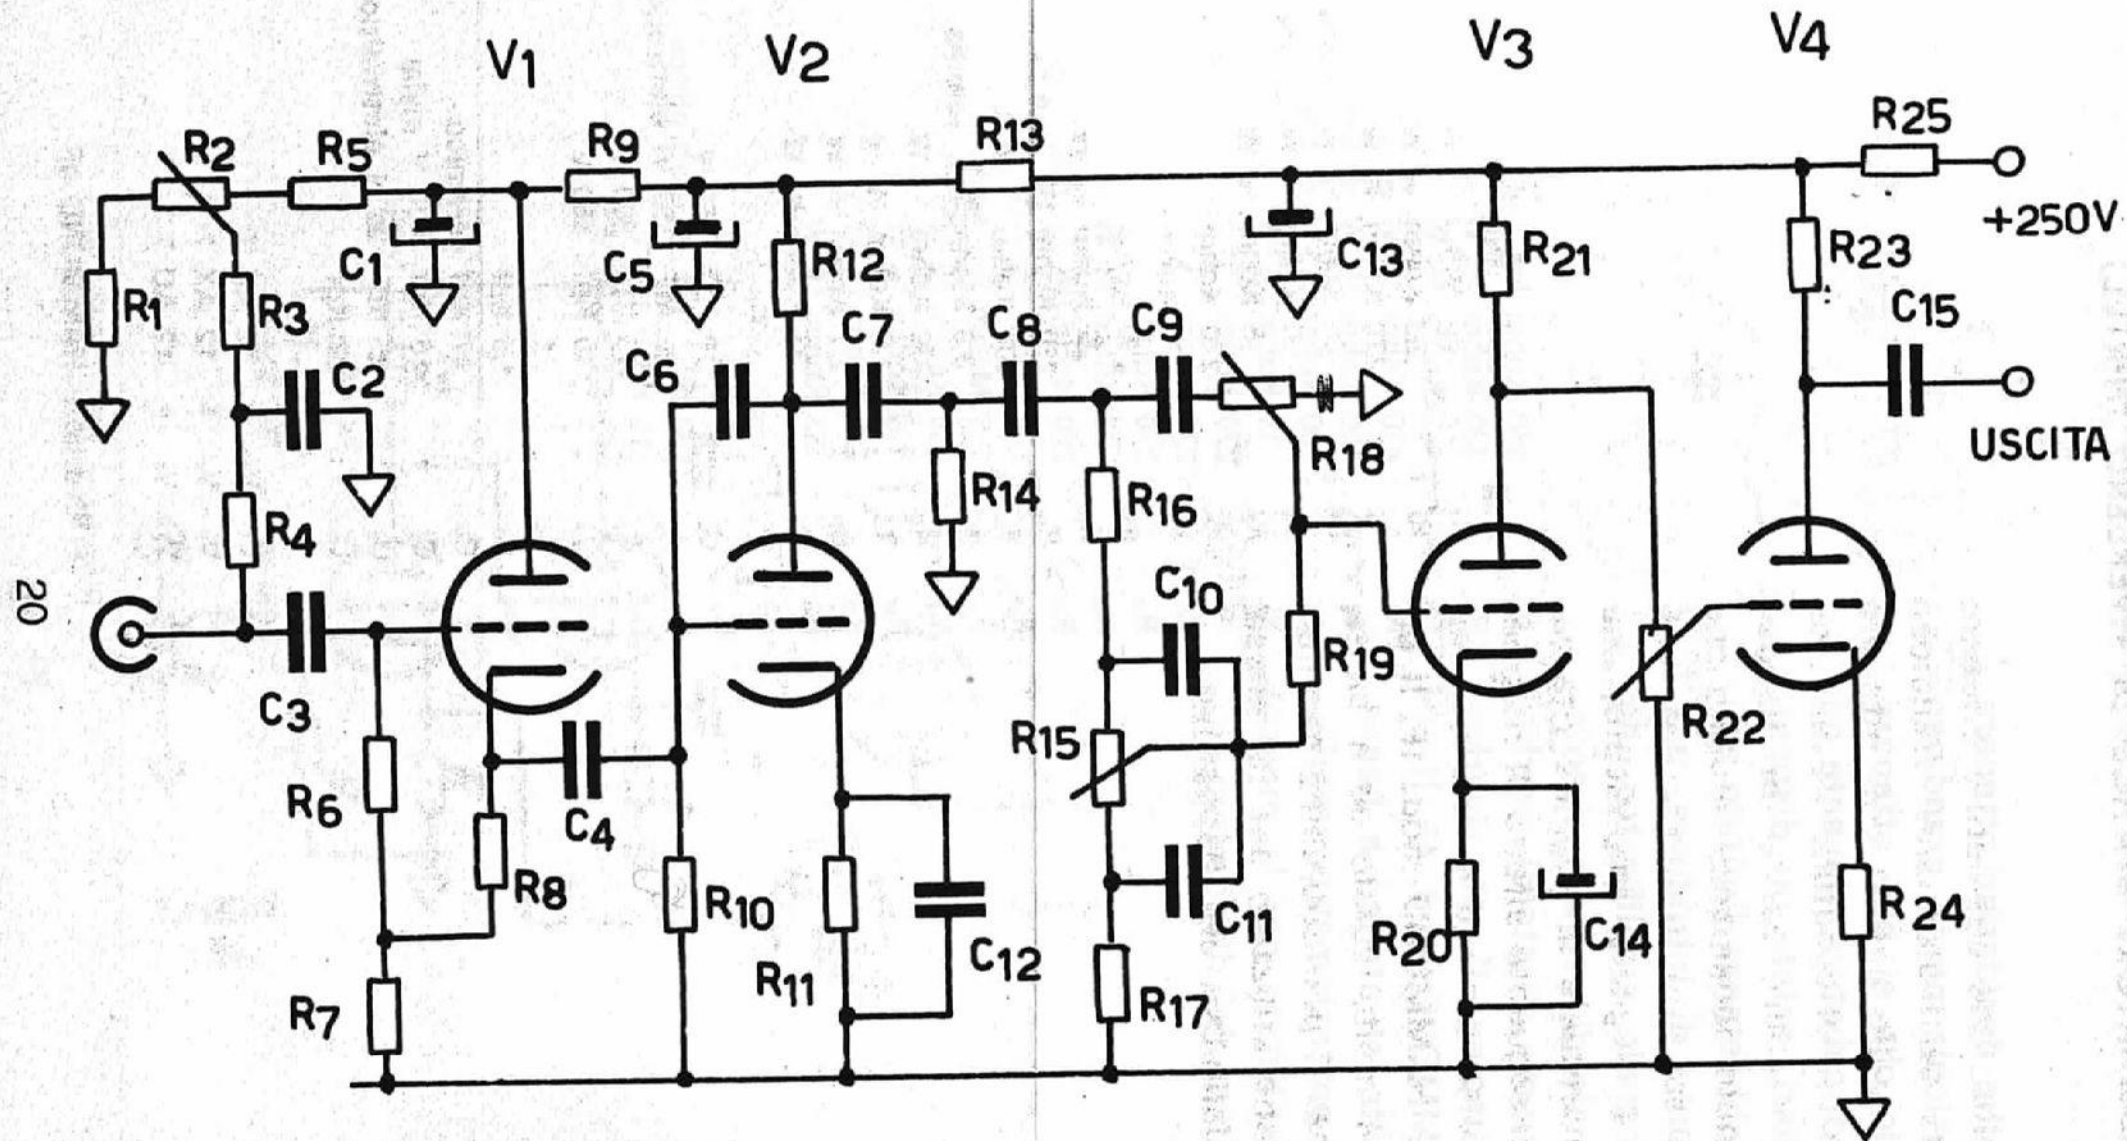 V1 V2 V3 V4
R2 R5 R9 R13 R25
+250V
R1 R3 C1 C5 R12 C13 R21 R23
C2 C6 C7 C8 C9 C15
USCITA
R4 R14 R16 R18
20
C3 C10 R19
R6 C4 R15 R22
R8 R10 C11 R24
R7 R11 C12 R17 R20 C14